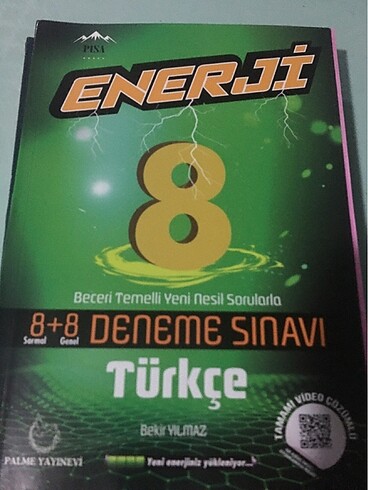 PISA
ENERJİ
8
Beceri Temelli Yeni Nesil Sorularla
8+8 DENEME SINAVI
Sarmal Genel
Türkçe
Bekir YILMAZ
TAMAMI VİDEO ÇÖZÜMLÜ
PALME YAYINEVİ
Yeni enerjiniz yükleniyor...